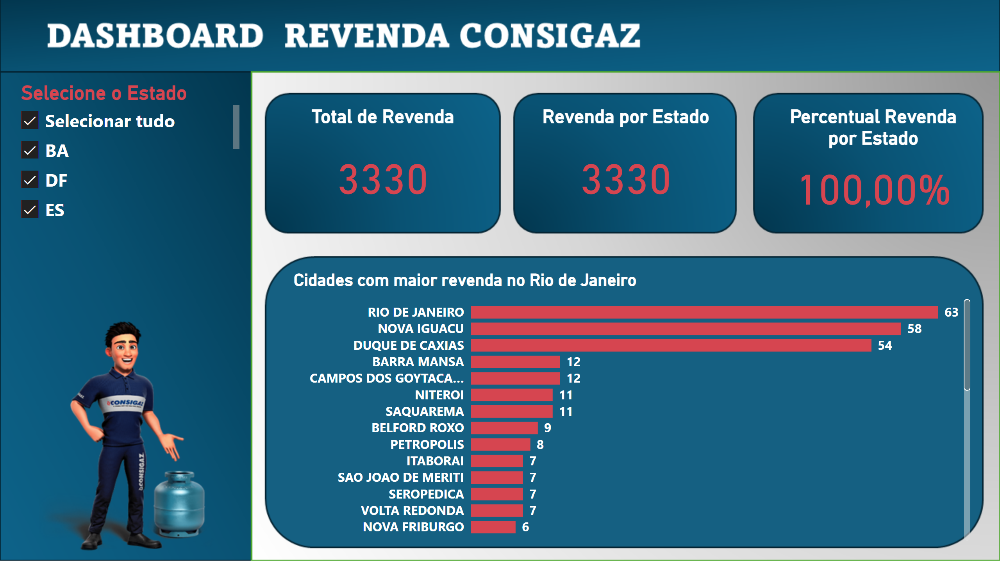 DASHBOARD REVENDA CONSIGAZ
Selecione o Estado
Selecionar tudo
BA
DF
ES
Total de Revenda
3330
Revenda por Estado
3330
Percentual Revenda
por Estado
100,00%
Cidades com maior revenda no Rio de Janeiro
RIO DE JANEIRO 63
NOVA IGUACU 58
DUQUE DE CAXIAS 54
BARRA MANSA 12
CAMPOS DOS GOYTACA... 12
NITEROI 11
SAQUAREMA 11
BELFORD ROXO 9
PETROPOLIS 8
ITABORAI 7
SAO JOAO DE MERITI 7
SEROPEDICA 7
VOLTA REDONDA 7
NOVA FRIBURGO 6
CONSIGAZ
CONSIGAZ